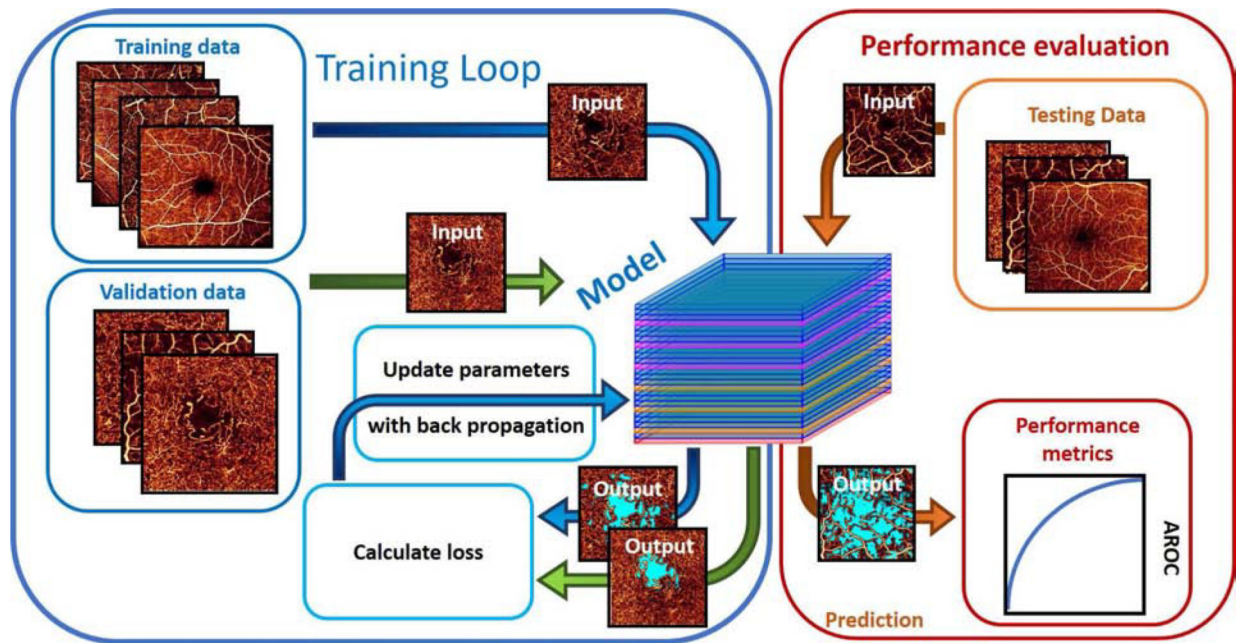 Training data
Training Loop
Input
Input
Validation data
Model
Update parameters
with back propagation
Output
Output
Calculate loss
Performance evaluation
Input
Testing Data
Output
Prediction
Performance
metrics
AROC